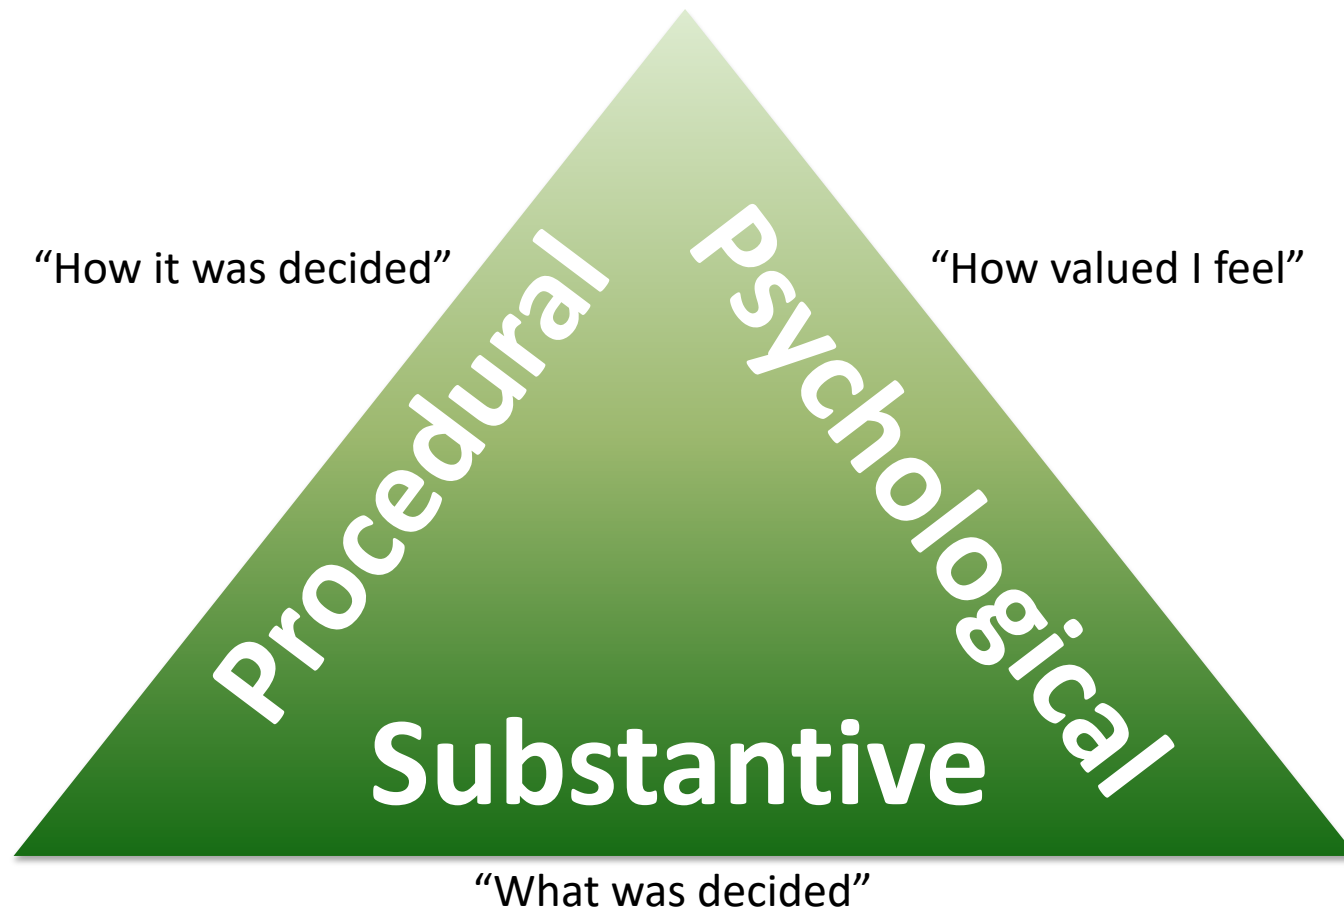 “How it was decided”
“How valued I feel”
Procedural
Psychological
Substantive
“What was decided”